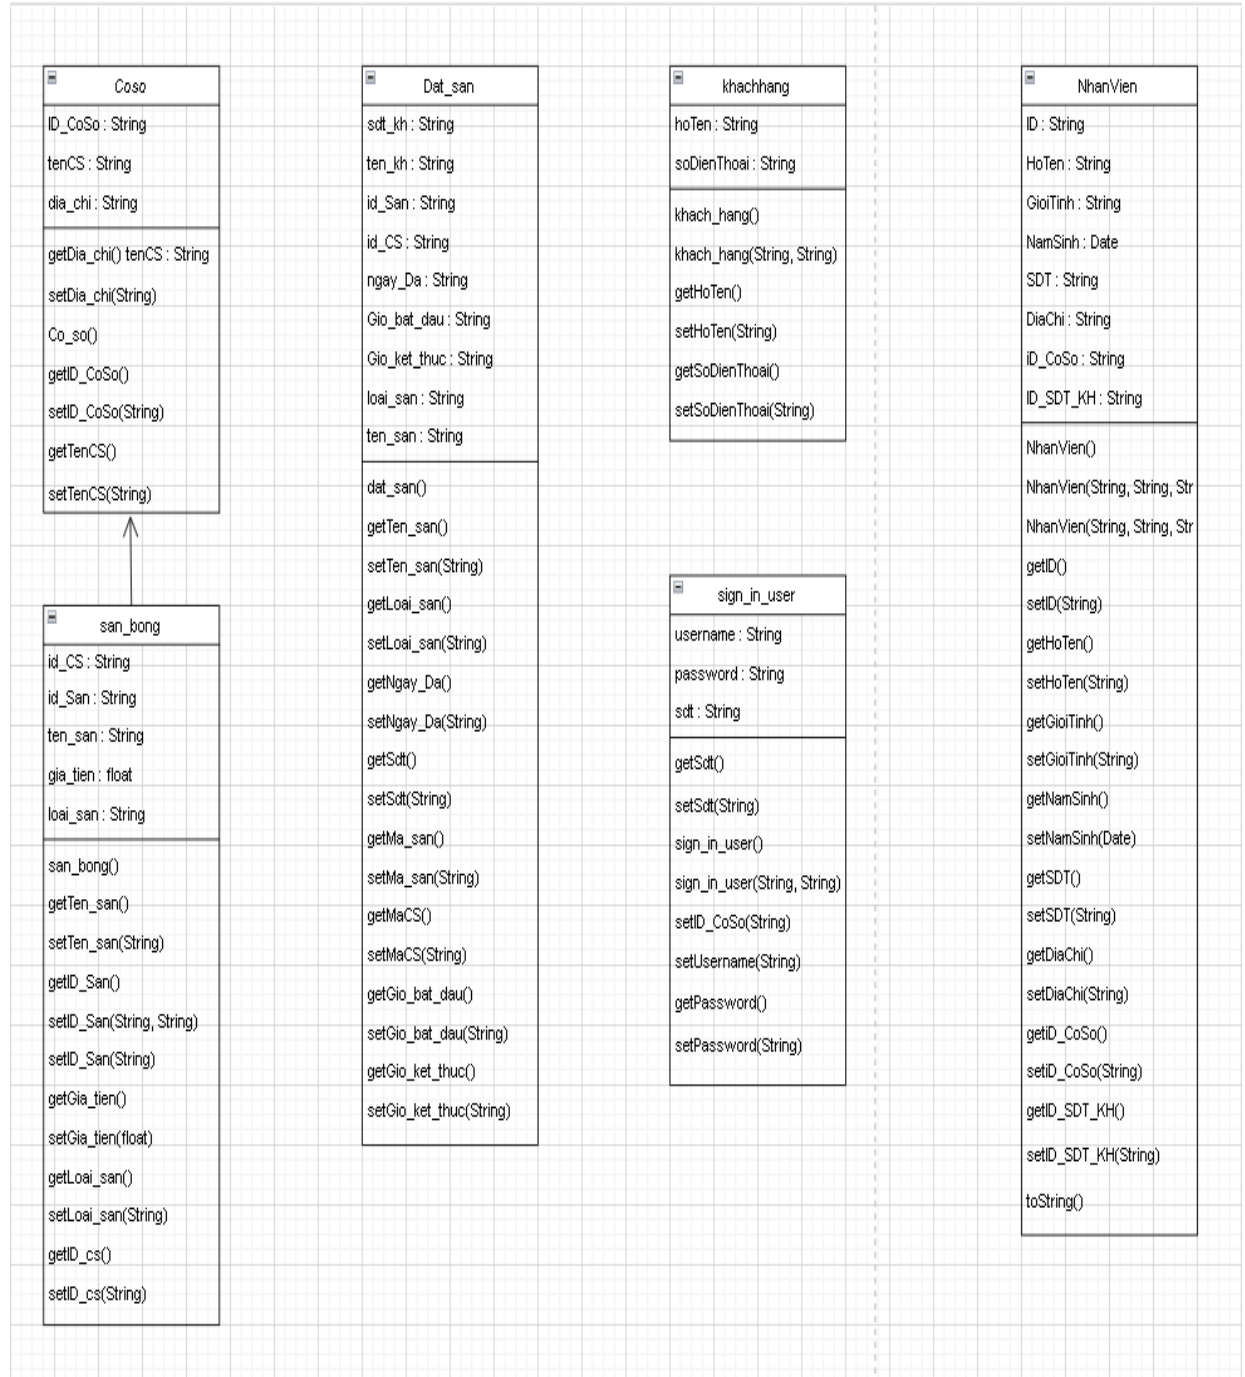 Coso
ID_CoSo : String
tenCS : String
dia_chi : String
getDia_chi() tenCS : String
setDia_chi(String)
Co_so()
getID_CoSo()
setID_CoSo(String)
getTenCS()
setTenCS(String)
san_bong
id_CS : String
id_San : String
ten_san : String
gia_tien : float
loai_san : String
san_bong()
getTen_san()
setTen_san(String)
getID_San()
setID_San(String, String)
setID_San(String)
getGia_tien()
setGia_tien(float)
getLoai_san()
setLoai_san(String)
getID_cs()
setID_cs(String)
Dat_san
sdt_kh : String
ten_kh : String
id_San : String
id_CS : String
ngay_Da : String
Gio_bat_dau : String
Gio_ket_thuc : String
loai_san : String
ten_san : String
dat_san()
getTen_san()
setTen_san(String)
getLoai_san()
setLoai_san(String)
getNgay_Da()
setNgay_Da(String)
getSdt()
setSdt(String)
getMa_san()
setMa_san(String)
getMaCS()
setMaCS(String)
getGio_bat_dau()
setGio_bat_dau(String)
getGio_ket_thuc()
setGio_ket_thuc(String)
khachhang
hoTen : String
soDienThoai : String
khach_hang()
khach_hang(String, String)
getHoTen()
setHoTen(String)
getSoDienThoai()
setSoDienThoai(String)
sign_in_user
username : String
password : String
sdt : String
getSdt()
setSdt(String)
sign_in_user()
sign_in_user(String, String)
setID_CoSo(String)
setUsername(String)
getPassword()
setPassword(String)
NhanVien
ID : String
HoTen : String
GioiTinh : String
NamSinh : Date
SDT : String
DiaChi : String
iD_CoSo : String
ID_SDT_KH : String
NhanVien()
NhanVien(String, String, Str
NhanVien(String, String, Str
getID()
setID(String)
getHoTen()
setHoTen(String)
getGioiTinh()
setGioiTinh(String)
getNamSinh()
setNamSinh(Date)
getSDT()
setSDT(String)
getDiaChi()
setDiaChi(String)
getiD_CoSo()
setiD_CoSo(String)
getID_SDT_KH()
setID_SDT_KH(String)
toString()